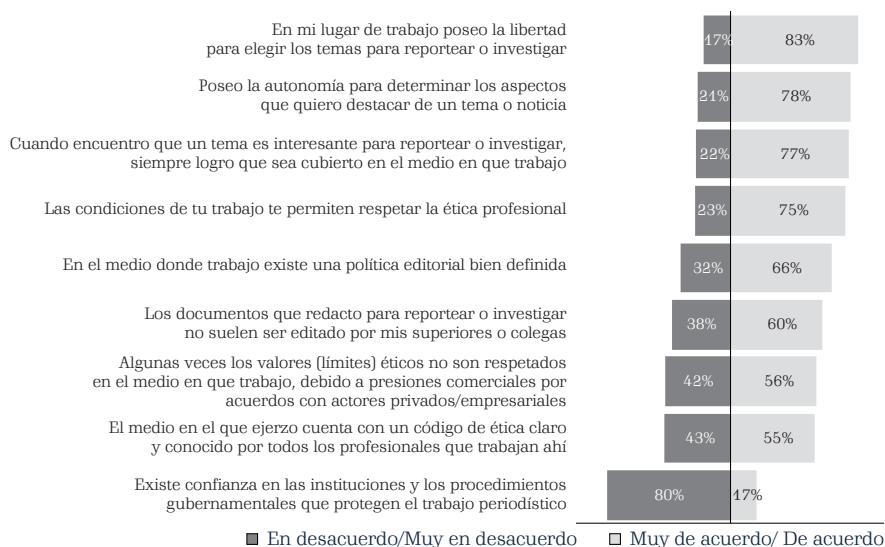 En mi lugar de trabajo poseo la libertad
para elegir los temas para reportear o investigar
17% 83%
Poseo la autonomía para determinar los aspectos
que quiero destacar de un tema o noticia
21% 78%
Cuando encuentro que un tema es interesante para reportear o investigar,
siempre logro que sea cubierto en el medio en que trabajo
22% 77%
Las condiciones de tu trabajo te permiten respetar la ética profesional
23% 75%
En el medio donde trabajo existe una política editorial bien definida
32% 66%
Los documentos que redacto para reportear o investigar
no suelen ser editado por mis superiores o colegas
38% 60%
Algunas veces los valores (límites) éticos no son respetados
en el medio en que trabajo, debido a presiones comerciales por
acuerdos con actores privados/empresariales
42% 56%
El medio en el que ejerzo cuenta con un código de ética claro
y conocido por todos los profesionales que trabajan ahí
43% 55%
Existe confianza en las instituciones y los procedimientos
gubernamentales que protegen el trabajo periodístico
80% 17%
En desacuerdo/Muy en desacuerdo Muy de acuerdo/ De acuerdo